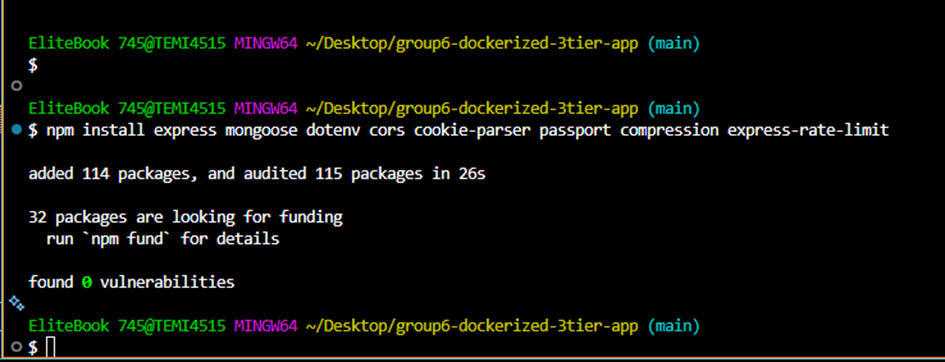 EliteBook 745@TEMI4515 MINGW64 ~/Desktop/group6-dockerized-3tier-app (main)
$
EliteBook 745@TEMI4515 MINGW64 ~/Desktop/group6-dockerized-3tier-app (main)
$ npm install express mongoose dotenv cors cookie-parser passport compression express-rate-limit
added 114 packages, and audited 115 packages in 26s
32 packages are looking for funding
run `npm fund` for details
found 0 vulnerabilities
EliteBook 745@TEMI4515 MINGW64 ~/Desktop/group6-dockerized-3tier-app (main)
$